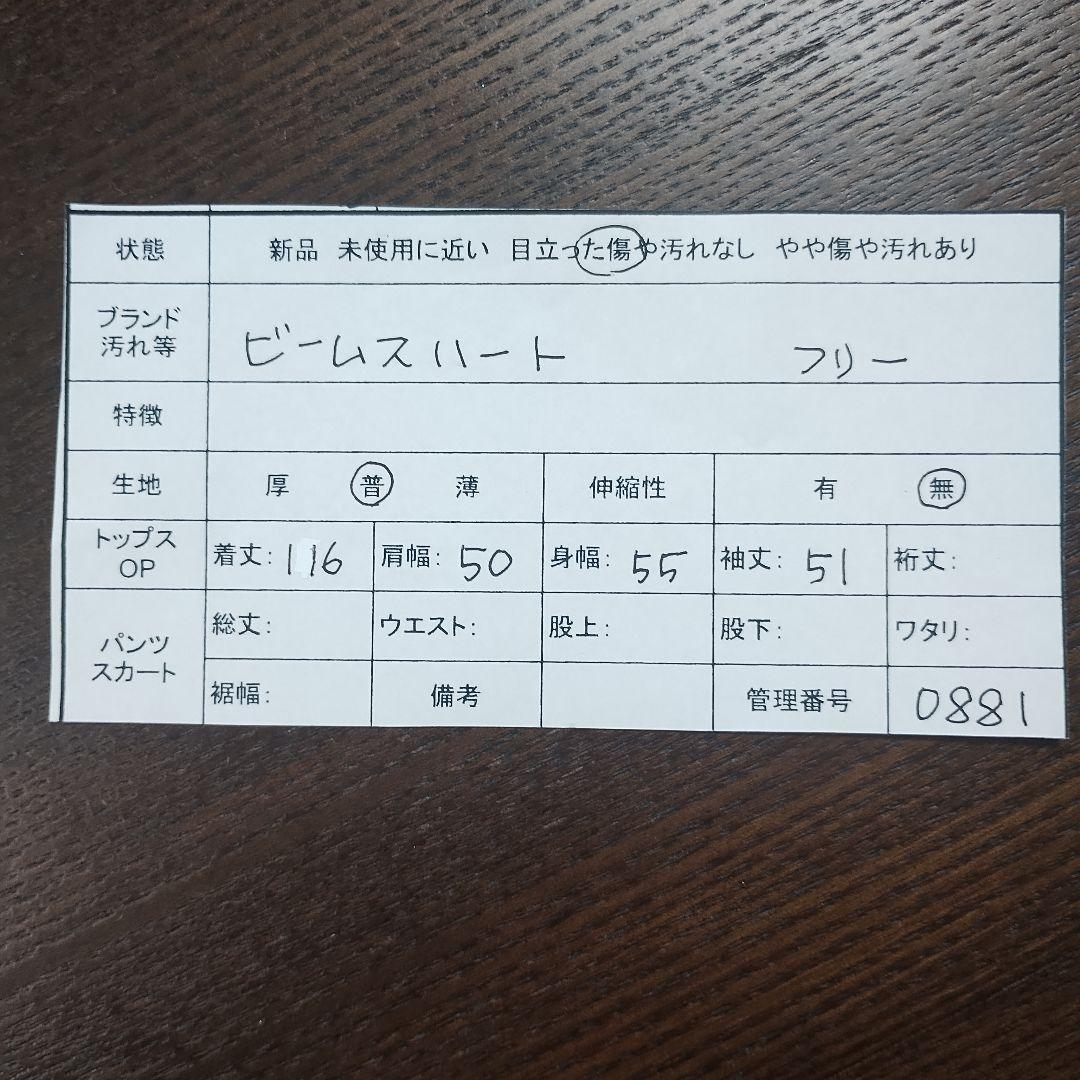 状態 新品 未使用に近い 目立った傷や汚れなし やや傷や汚れあり
ブランド
汚れ等 ビームスハート フリー
特徴
生地 厚 普 薄 伸縮性 有 無
トップス
OP 着丈: 116 肩幅: 50 身幅: 55 袖丈: 51 裄丈:
パンツ
スカート 総丈: ウエスト: 股上: 股下: ワタリ:
裾幅: 備考 管理番号 0881